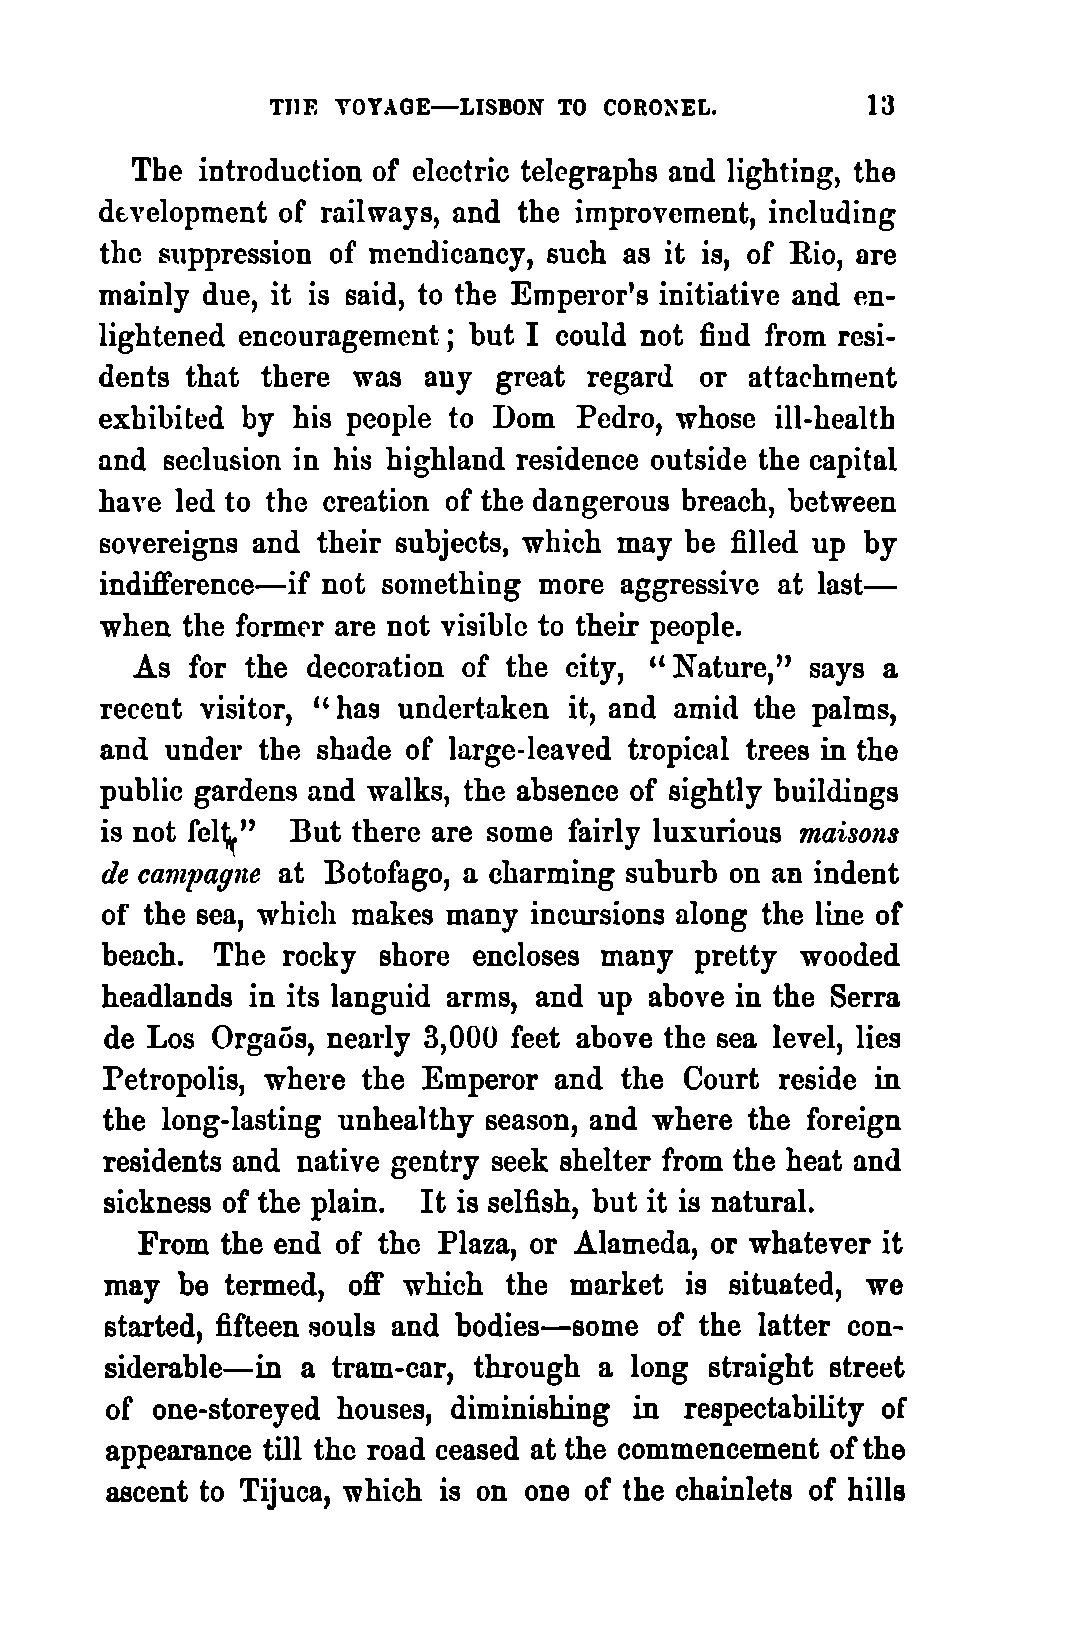 THE VOYAGE—LISBON TO CORONEL. 13
The introduction of electric telegraphs and lighting, the
development of railways, and the improvement, including
the suppression of mendicancy, such as it is, of Rio, are
mainly due, it is said, to the Emperor's initiative and en-
lightened encouragement; but I could not find from resi-
dents that there was any great regard or attachment
exhibited by his people to Dom Pedro, whose ill-health
and seclusion in his highland residence outside the capital
have led to the creation of the dangerous breach, between
sovereigns and their subjects, which may be filled up by
indifference—if not something more aggressive at last—
when the former are not visible to their people.
As for the decoration of the city, "Nature," says a
recent visitor, "has undertaken it, and amid the palms,
and under the shade of large-leaved tropical trees in the
public gardens and walks, the absence of sightly buildings
is not felt." But there are some fairly luxurious maisons
de campagne at Botofago, a charming suburb on an indent
of the sea, which makes many incursions along the line of
beach. The rocky shore encloses many pretty wooded
headlands in its languid arms, and up above in the Serra
de Los Orgaös, nearly 3,000 feet above the sea level, lies
Petropolis, where the Emperor and the Court reside in
the long-lasting unhealthy season, and where the foreign
residents and native gentry seek shelter from the heat and
sickness of the plain. It is selfish, but it is natural.
From the end of the Plaza, or Alameda, or whatever it
may be termed, off which the market is situated, we
started, fifteen souls and bodies—some of the latter con-
siderable—in a tram-car, through a long straight street
of one-storeyed houses, diminishing in respectability of
appearance till the road ceased at the commencement of the
ascent to Tijuca, which is on one of the chainlets of hills